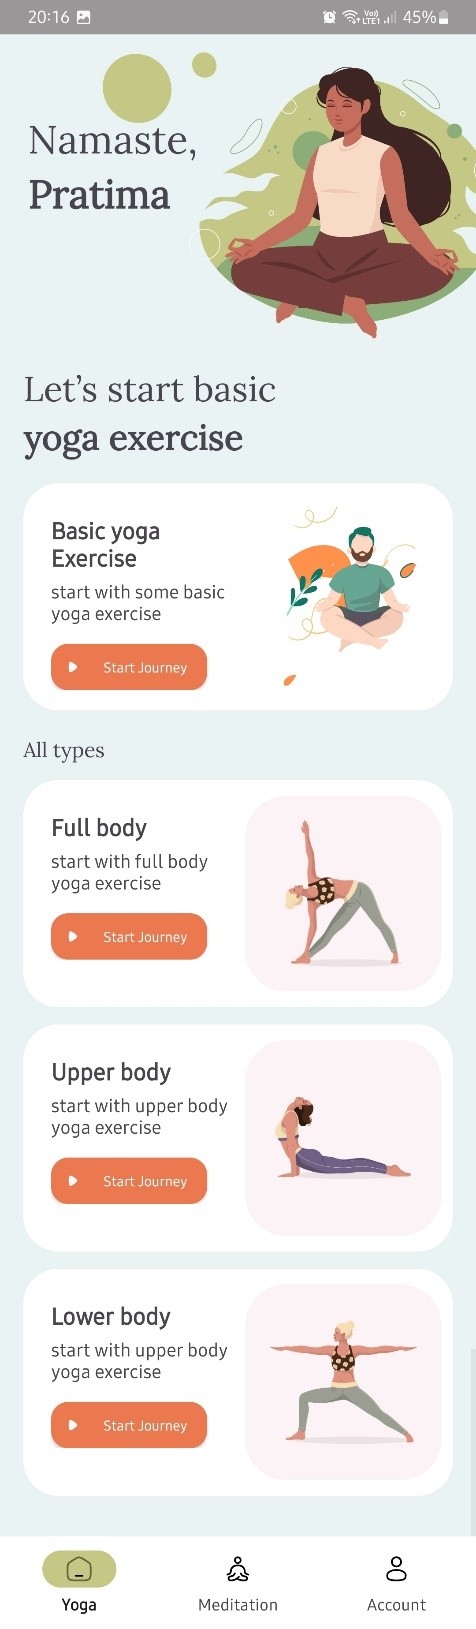 20:16 Vo)) LTE1 45%
Namaste,
Pratima
Let's start basic
yoga exercise
Basic yoga
Exercise
start with some basic
yoga exercise
Start Journey
All types
Full body
start with full body
yoga exercise
Start Journey
Upper body
start with upper body
yoga exercise
Start Journey
Lower body
start with upper body
yoga exercise
Start Journey
Yoga Meditation Account